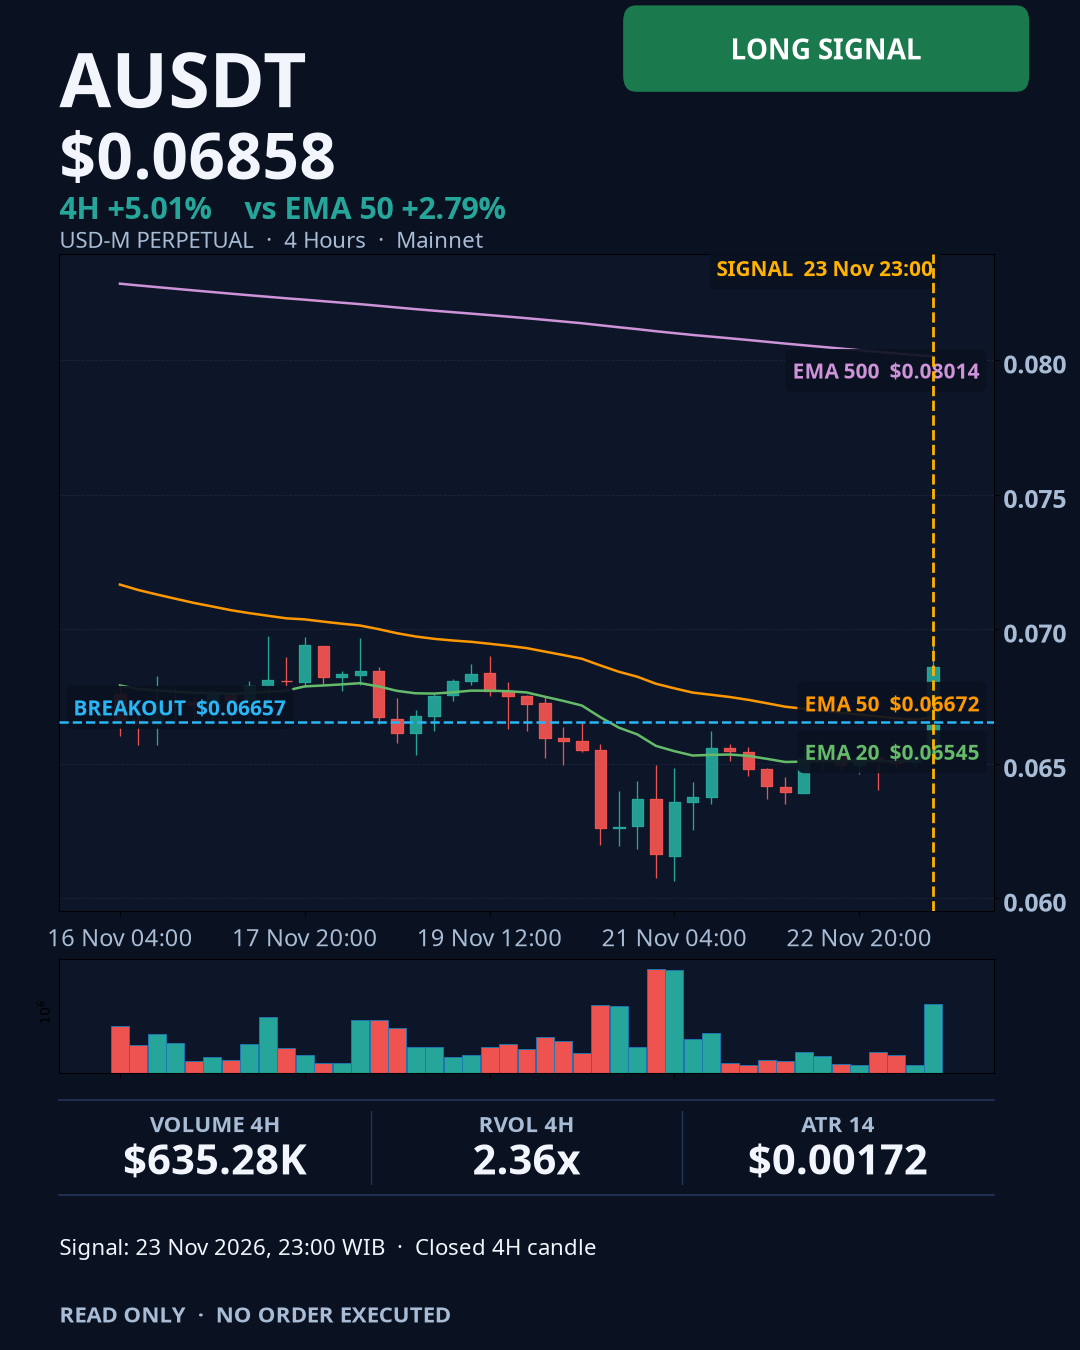 LONG SIGNAL
AUSDT
$0.06858
4H +5.01% vs EMA 50 +2.79%
USD-M PERPETUAL · 4 Hours · Mainnet
SIGNAL 23 Nov 23:00
EMA 500 $0.08014
0.080
0.075
0.070
BREAKOUT $0.06657
EMA 50 $0.06672
EMA 20 $0.06545
0.065
0.060
16 Nov 04:00 17 Nov 20:00 19 Nov 12:00 21 Nov 04:00 22 Nov 20:00
10⁶
VOLUME 4H RVOL 4H ATR 14
$635.28K 2.36x $0.00172
Signal: 23 Nov 2026, 23:00 WIB · Closed 4H candle
READ ONLY · NO ORDER EXECUTED